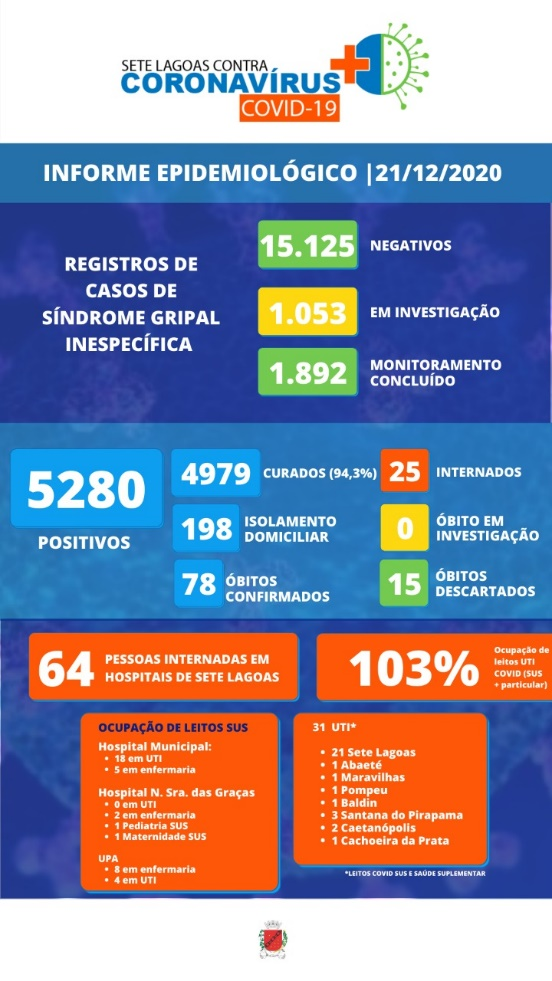 SETE LAGOAS CONTRA
CORONAVÍRUS
COVID-19
INFORME EPIDEMIOLÓGICO |21/12/2020
REGISTROS DE
CASOS DE
SÍNDROME GRIPAL
INESPECÍFICA
15.125 NEGATIVOS
1.053 EM INVESTIGAÇÃO
1.892 MONITORAMENTO
CONCLUÍDO
5280
POSITIVOS
4979 CURADOS (94,3%)
198 ISOLAMENTO
DOMICILIAR
78 ÓBITOS
CONFIRMADOS
25 INTERNADOS
0 ÓBITO EM
INVESTIGAÇÃO
15 ÓBITOS
DESCARTADOS
64 PESSOAS INTERNADAS EM
HOSPITAIS DE SETE LAGOAS
103% Ocupação de
leitos UTI
COVID (SUS
+ particular)
OCUPAÇÃO DE LEITOS SUS
Hospital Municipal:
• 18 em UTI
• 5 em enfermaria
Hospital N. Sra. das Graças
• 0 em UTI
• 2 em enfermaria
• 1 Pediatria SUS
• 1 Maternidade SUS
UPA
• 8 em enfermaria
• 4 em UTI
31 UTI*
• 21 Sete Lagoas
• 1 Abaeté
• 1 Maravilhas
• 1 Pompeu
• 1 Baldin
• 3 Santana do Pirapama
• 2 Caetanópolis
• 1 Cachoeira da Prata
*LEITOS COVID SUS E SAÚDE SUPLEMENTAR